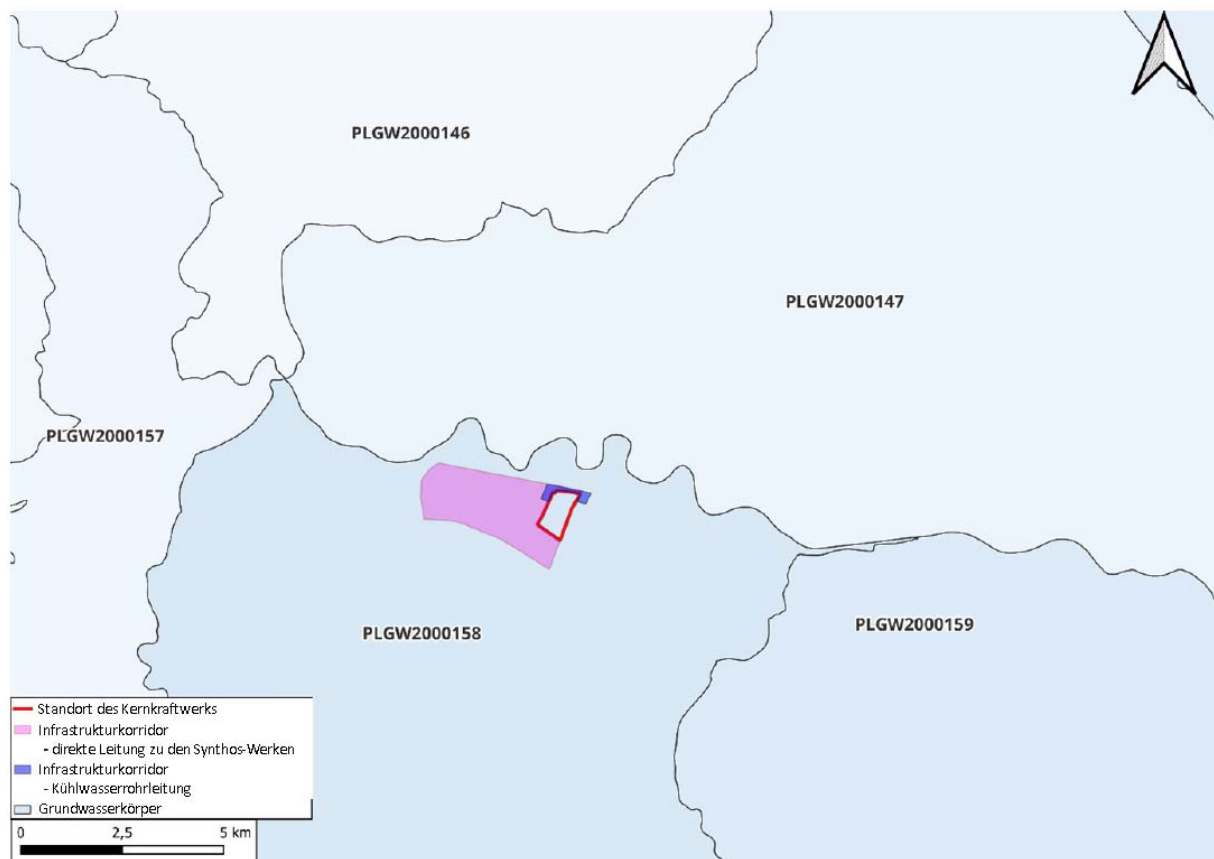 PLGW2000146
PLGW2000147
PLGW2000157
PLGW2000158
PLGW2000159
Standort des Kernkraftwerks
Infrastrukturkorridor
- direkte Leitung zu den Synthos-Werken
Infrastrukturkorridor
- Kühlwasserrohrleitung
Grundwasserkörper
0 2,5 5 km